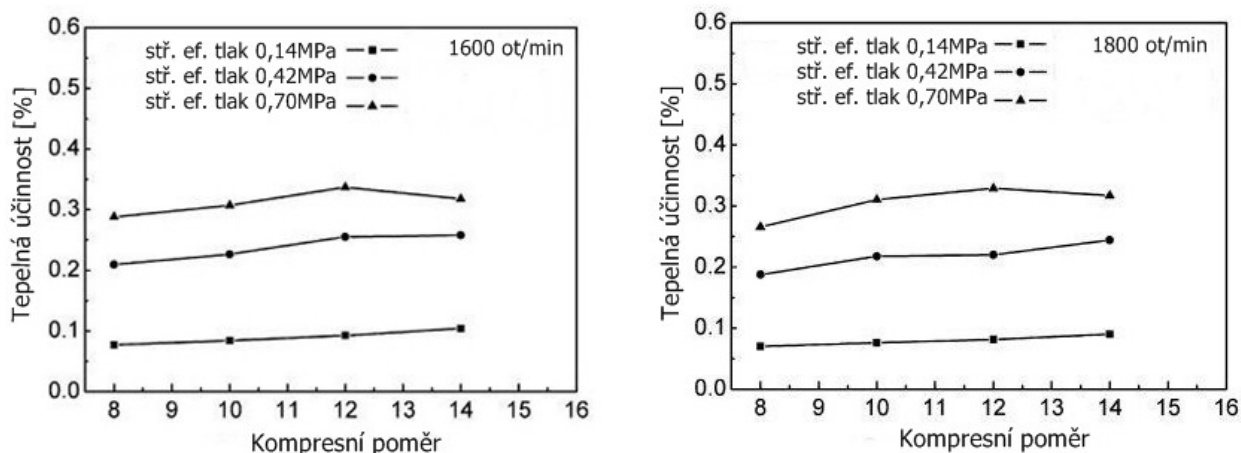 0.6
0.5
0.4
0.3
0.2
0.1
0.0
Tepelná účinnost [%]
stř. ef. tlak 0,14MPa
stř. ef. tlak 0,42MPa
stř. ef. tlak 0,70MPa
1600 ot/min
8 9 10 11 12 13 14 15 16
Kompresní poměr
0.6
0.5
0.4
0.3
0.2
0.1
0.0
Tepelná účinnost [%]
stř. ef. tlak 0,14MPa
stř. ef. tlak 0,42MPa
stř. ef. tlak 0,70MPa
1800 ot/min
8 9 10 11 12 13 14 15 16
Kompresní poměr